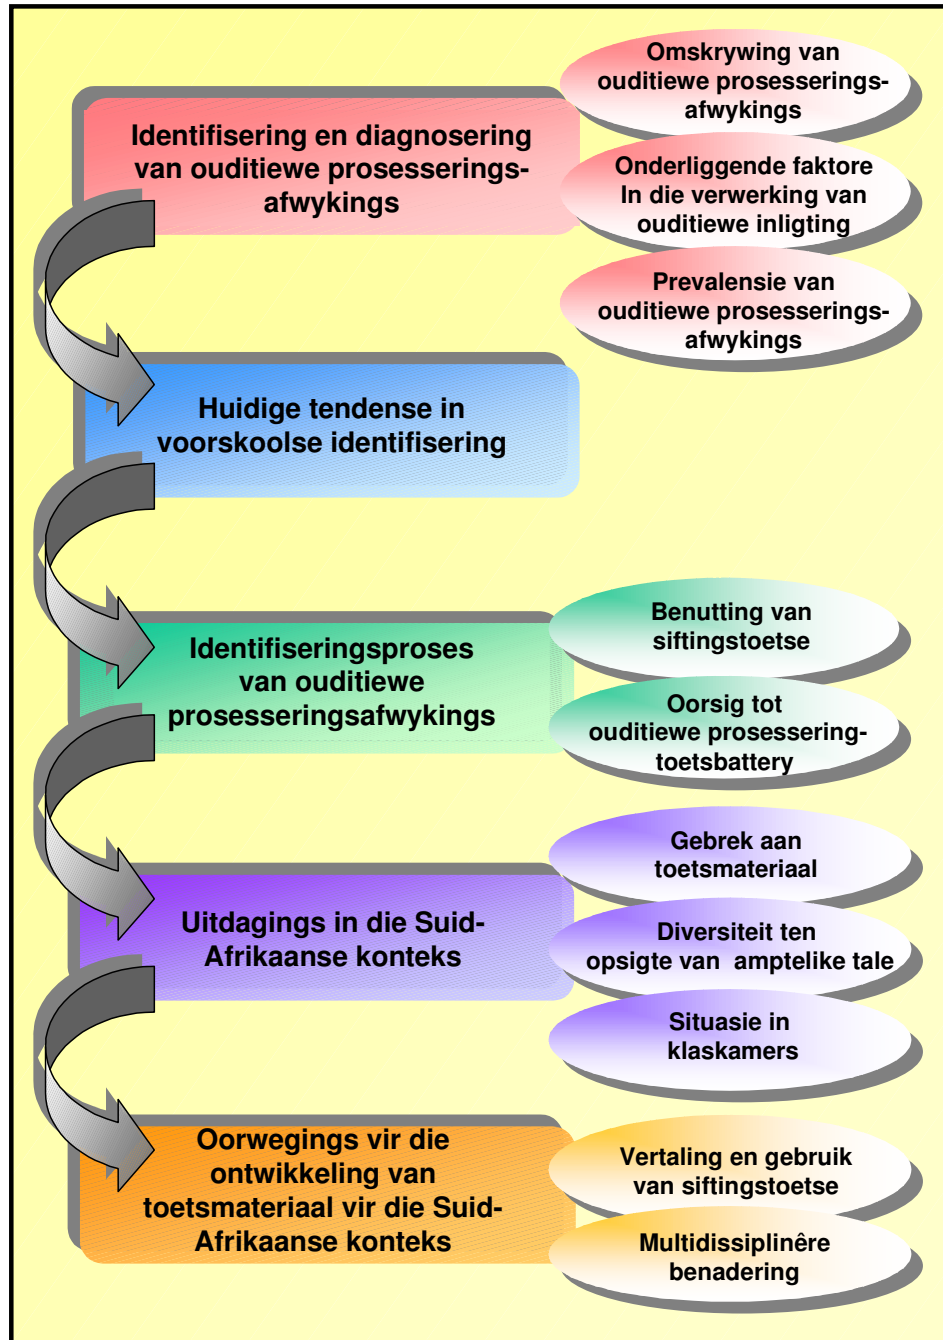 Identifisering en diagnosering
van ouditiewe prosesserings-
afwykings
Omskrywing van
ouditiewe prosesserings-
afwykings
Onderliggende faktore
In die verwerking van
ouditiewe inligting
Prevalensie van
ouditiewe prosesserings-
afwykings
Huidige tendense in
voorskoolse identifisering
Identifiseringsproses
van ouditiewe
prosesseringsafwykings
Benutting van
siftingstoetse
Oorsig tot
ouditiewe prosessering-
toetsbattery
Uitdagings in die Suid-
Afrikaanse konteks
Gebrek aan
toetsmateriaal
Diversiteit ten
opsigte van amptelike tale
Situasie in
klaskamers
Oorwegings vir die
ontwikkeling van
toetsmateriaal vir die Suid-
Afrikaanse konteks
Vertaling en gebruik
van siftingstoetse
Multidissiplinêre
benadering